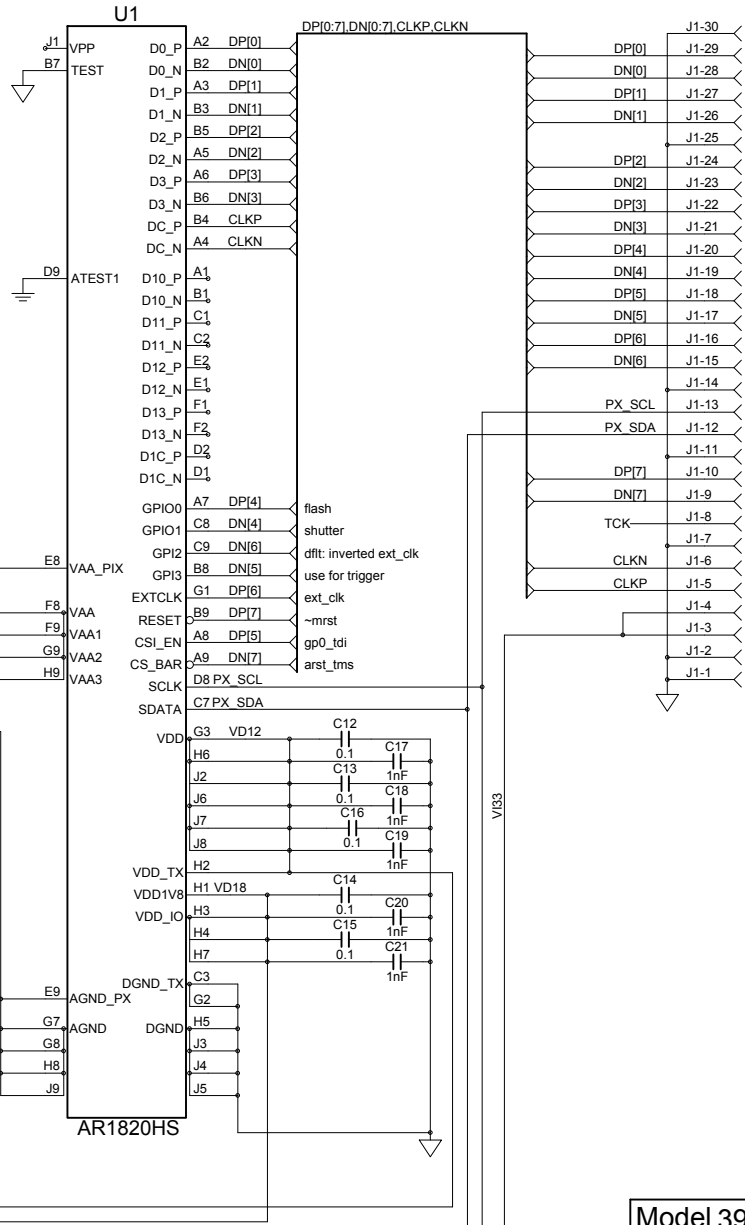 U1
DP[0:7],DN[0:7],CLKP,CLKN
J1 VPP
B7 TEST
D9 ATEST1
E8 VAA_PIX
F8 VAA
F9 VAA1
G9 VAA2
H9 VAA3
E9 AGND_PX
G7 AGND
G8
H8
J9
D0_P A2 DP[0]
D0_N B2 DN[0]
D1_P A3 DP[1]
D1_N B3 DN[1]
D2_P B5 DP[2]
D2_N A5 DN[2]
D3_P A6 DP[3]
D3_N B6 DN[3]
DC_P B4 CLKP
DC_N A4 CLKN
D10_P A1
D10_N B1
D11_P C1
D11_N C2
D12_P E2
D12_N E1
D13_P F1
D13_N F2
D1C_P D2
D1C_N D1
GPIO0 A7 DP[4] flash
GPIO1 C8 DN[4] shutter
GPI2 C9 DN[6] dflt: inverted ext_clk
GPI3 B8 DN[5] use for trigger
EXTCLK G1 DP[6] ext_clk
RESET B9 DP[7] ~mrst
CSI_EN A8 DP[5] gp0_tdi
CS_BAR A9 DN[7] arst_tms
SCLK D8 PX_SCL
SDATA C7 PX_SDA
VDD G3 VD12
H6
J2
J6
J7
J8
VDD_TX H2
VDD1V8 H1 VD18
VDD_IO H3
H4
H7
DGND_TX C3
G2
DGND H5
J3
J4
J5
AR1820HS
C12
0.1
C17
1nF
C13
0.1
C18
1nF
C16
0.1
C19
1nF
C14
0.1
C20
1nF
C15
0.1
C21
1nF
VI33
J1-30
DP[0] J1-29
DN[0] J1-28
DP[1] J1-27
DN[1] J1-26
J1-25
DP[2] J1-24
DN[2] J1-23
DP[3] J1-22
DN[3] J1-21
DP[4] J1-20
DN[4] J1-19
DP[5] J1-18
DN[5] J1-17
DP[6] J1-16
DN[6] J1-15
J1-14
PX_SCL J1-13
PX_SDA J1-12
J1-11
DP[7] J1-10
DN[7] J1-9
TCK J1-8
J1-7
CLKN J1-6
CLKP J1-5
J1-4
J1-3
J1-2
J1-1
Model 39